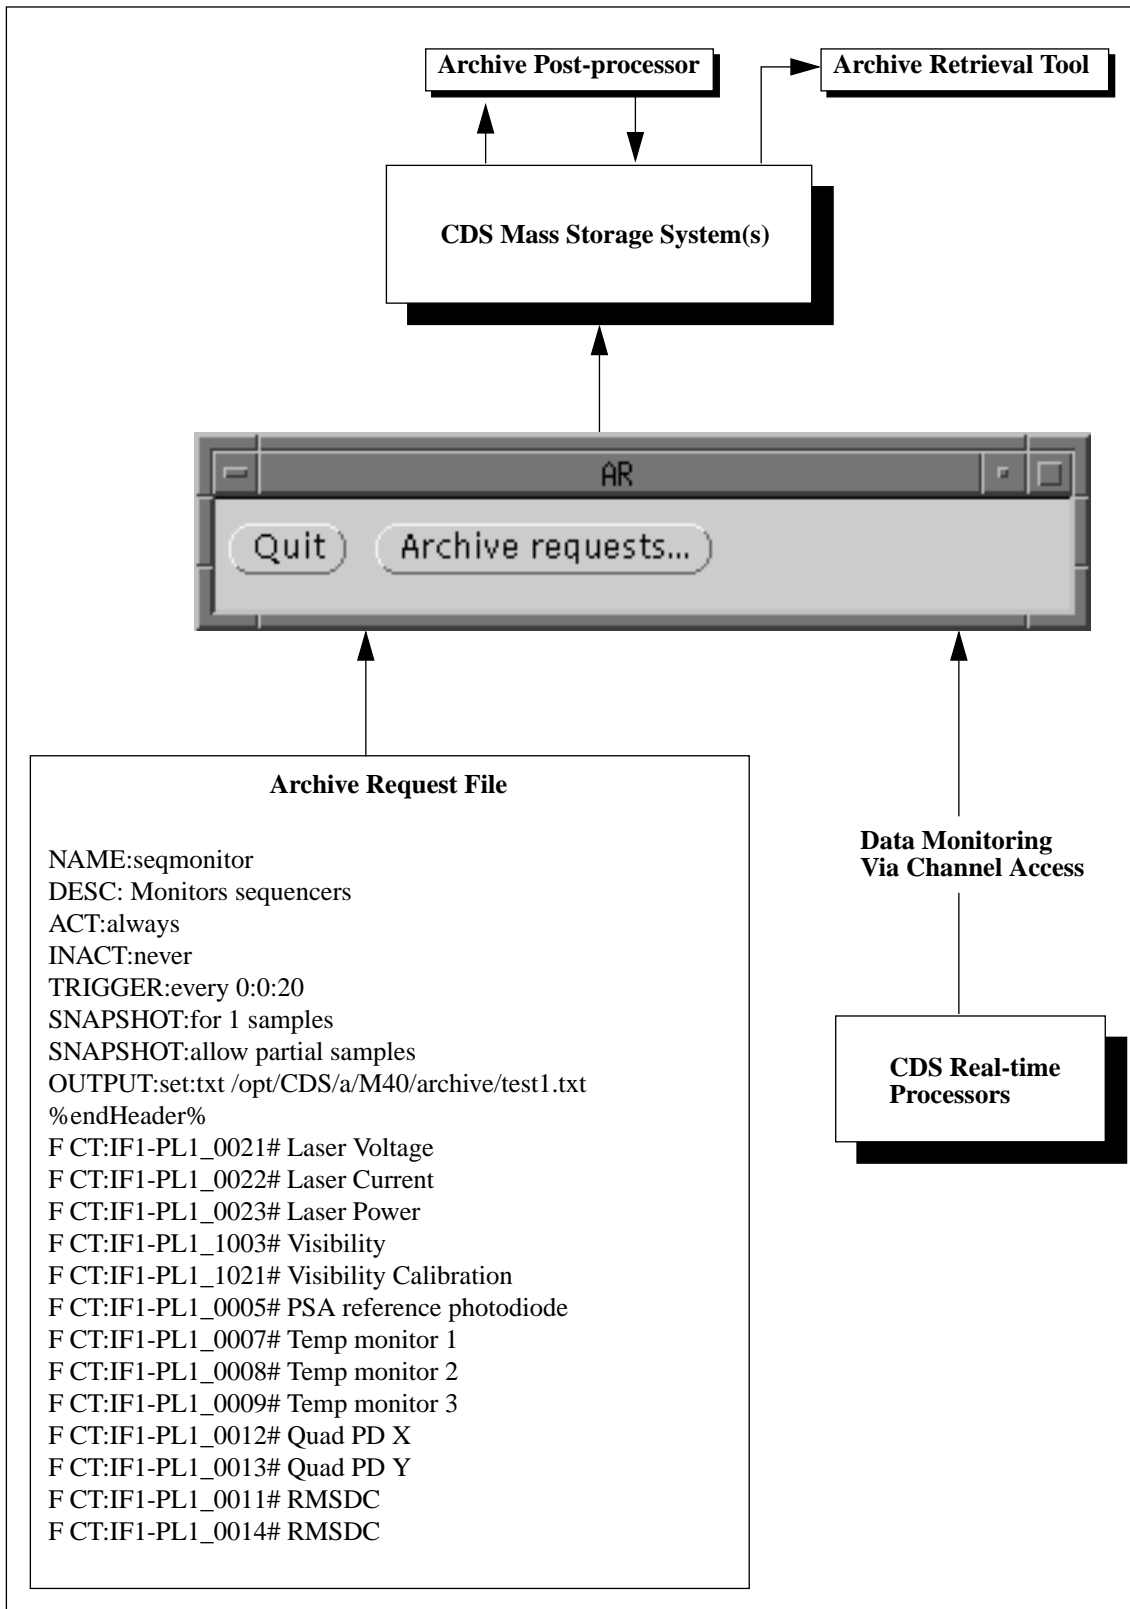 Archive Post-processor
Archive Retrieval Tool
CDS Mass Storage System(s)
AR
Quit
Archive requests...
Archive Request File
NAME:seqmonitor
DESC: Monitors sequencers
ACT:always
INACT:never
TRIGGER:every 0:0:20
SNAPSHOT:for 1 samples
SNAPSHOT:allow partial samples
OUTPUT:set:txt /opt/CDS/a/M40/archive/test1.txt
%endHeader%
F CT:IF1-PL1_0021# Laser Voltage
F CT:IF1-PL1_0022# Laser Current
F CT:IF1-PL1_0023# Laser Power
F CT:IF1-PL1_1003# Visibility
F CT:IF1-PL1_1021# Visibility Calibration
F CT:IF1-PL1_0005# PSA reference photodiode
F CT:IF1-PL1_0007# Temp monitor 1
F CT:IF1-PL1_0008# Temp monitor 2
F CT:IF1-PL1_0009# Temp monitor 3
F CT:IF1-PL1_0012# Quad PD X
F CT:IF1-PL1_0013# Quad PD Y
F CT:IF1-PL1_0011# RMSDC
F CT:IF1-PL1_0014# RMSDC
Data Monitoring
Via Channel Access
CDS Real-time
Processors